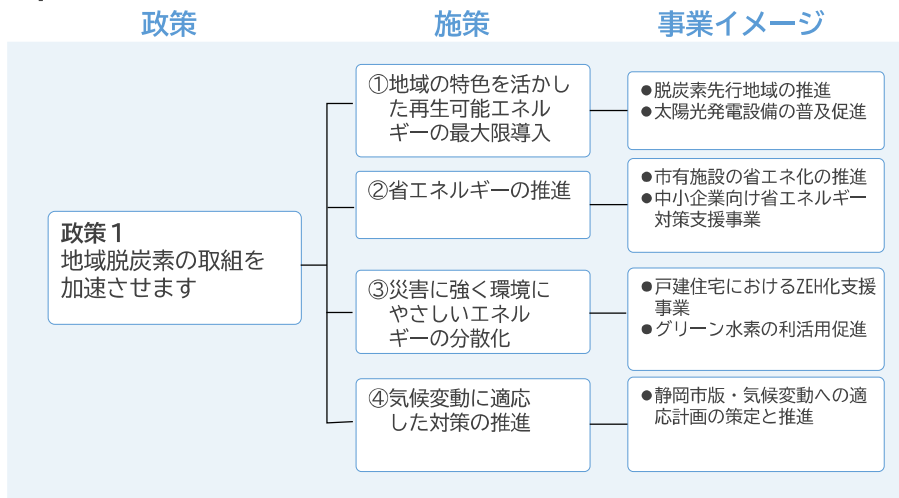 政策
施策
事業イメージ
政策1
地域脱炭素の取組を
加速させます
①地域の特色を活かし
た再生可能エネル
ギーの最大限導入
●脱炭素先行地域の推進
●太陽光発電設備の普及促進
②省エネルギーの推進
●市有施設の省エネ化の推進
●中小企業向け省エネルギー
対策支援事業
③災害に強く環境に
やさしいエネル
ギーの分散化
●戸建住宅におけるZEH化支援
事業
●グリーン水素の利活用促進
④気候変動に適応
した対策の推進
●静岡市版・気候変動への適
応計画の策定と推進